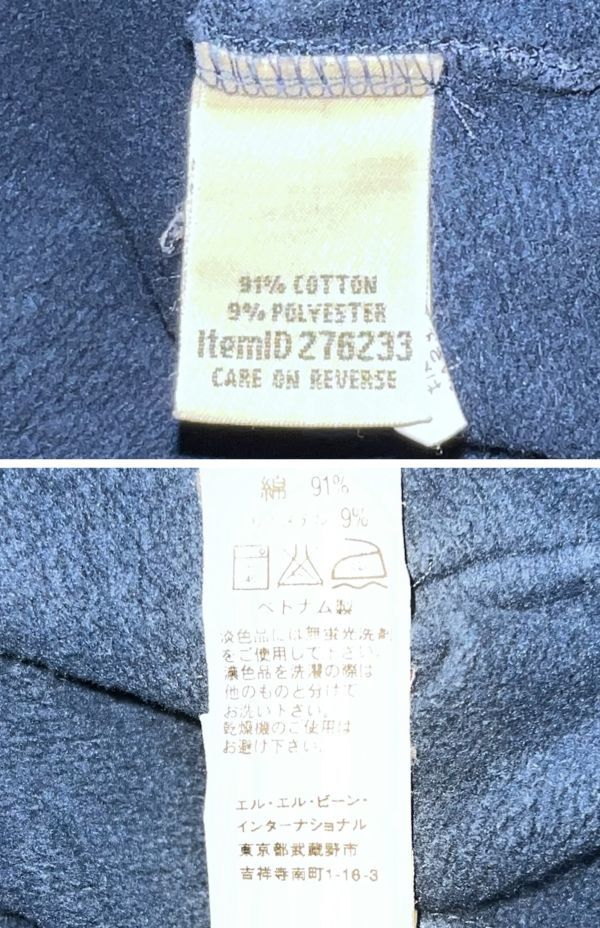 91% COTTON
9% POLYESTER
ItemID 276233
CARE ON REVERSE
綿 91%
9%
ベトナム製
淡色品には無蛍光洗剤
をご使用して下さい。
濃色品を洗濯の際は
他のものと分けて
お洗い下さい。
乾燥機のご使用は
お避け下さい。
エル・エル・ビーン・
インターナショナル
東京都武蔵野市
吉祥寺南町1-16-3